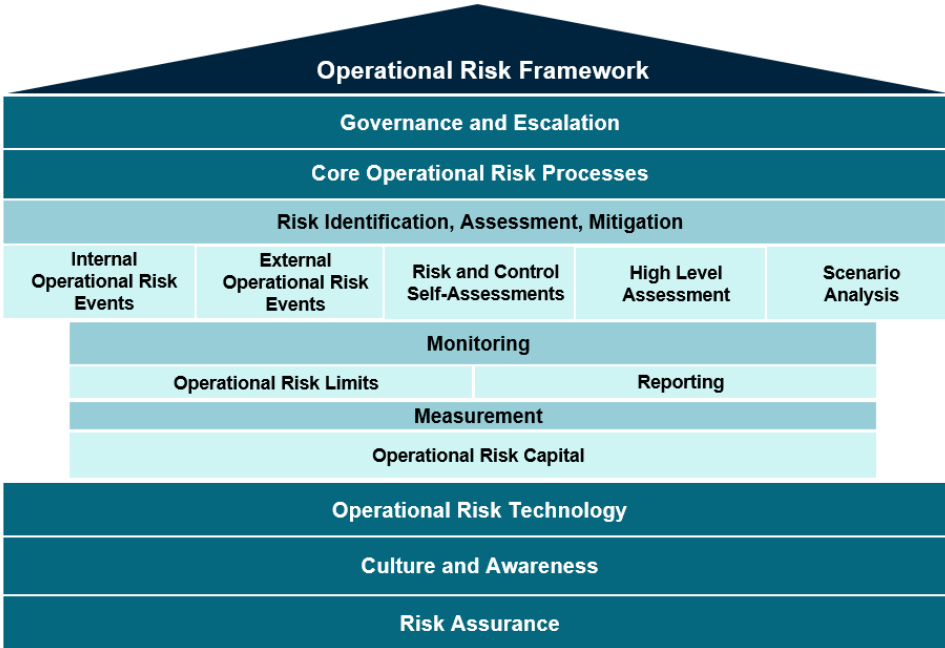 Operational Risk Framework
Governance and Escalation
Core Operational Risk Processes
Risk Identification, Assessment, Mitigation
Internal
Operational Risk
Events
External
Operational Risk
Events
Risk and Control
Self-Assessments
High Level
Assessment
Scenario
Analysis
Monitoring
Operational Risk Limits
Reporting
Measurement
Operational Risk Capital
Operational Risk Technology
Culture and Awareness
Risk Assurance